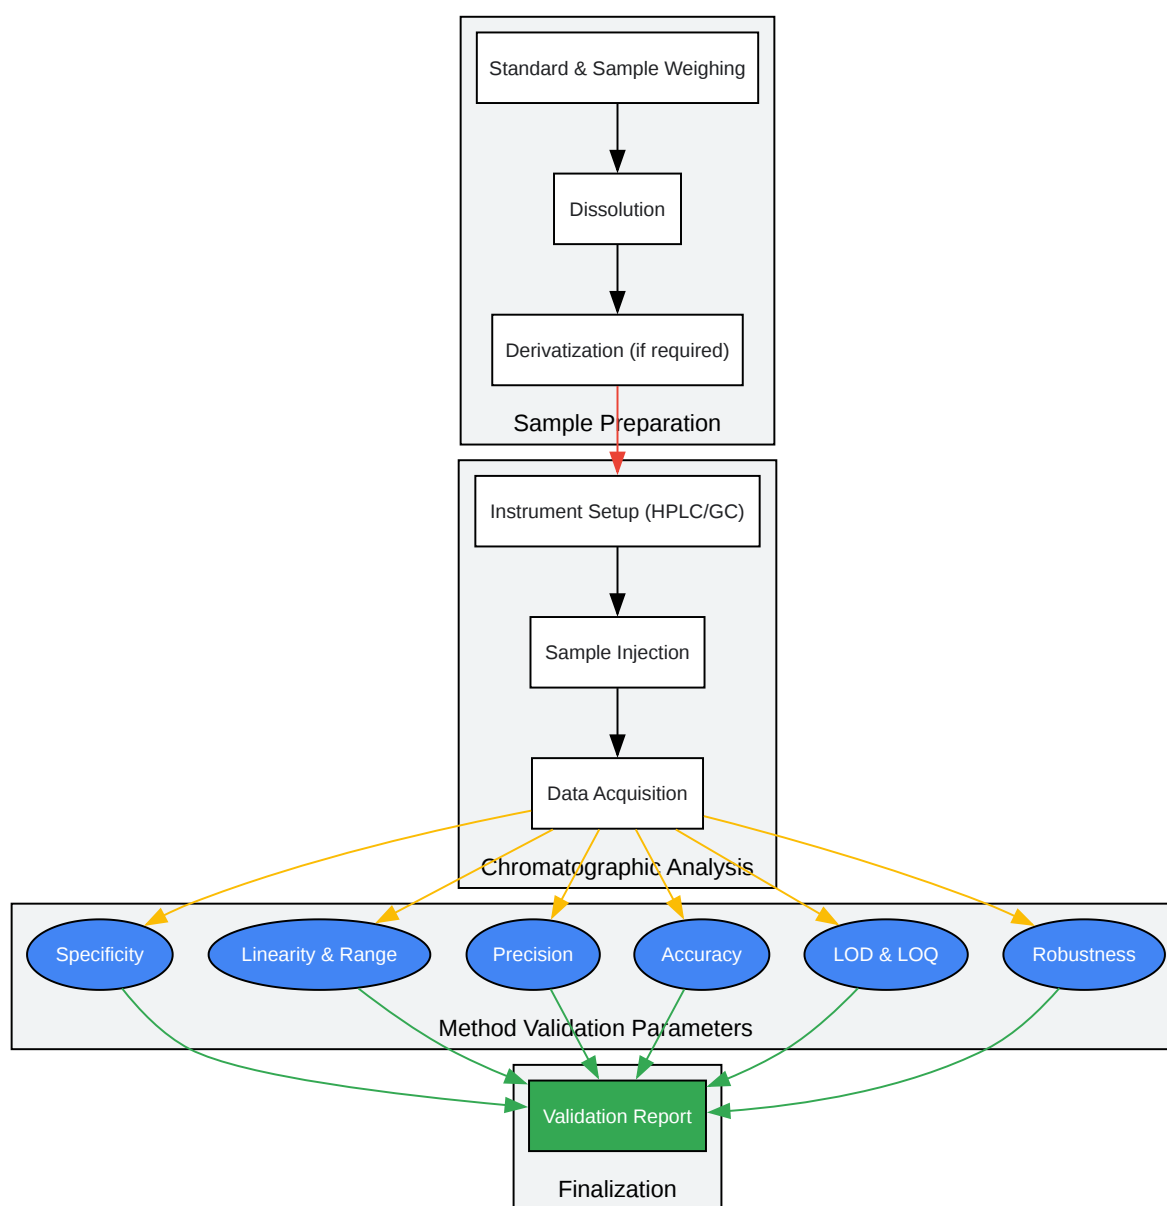 Standard & Sample Weighing
Dissolution
Derivatization (if required)
Sample Preparation
Instrument Setup (HPLC/GC)
Sample Injection
Data Acquisition
Chromatographic Analysis
Specificity
Linearity & Range
Precision
Accuracy
LOD & LOQ
Robustness
Method Validation Parameters
Validation Report
Finalization